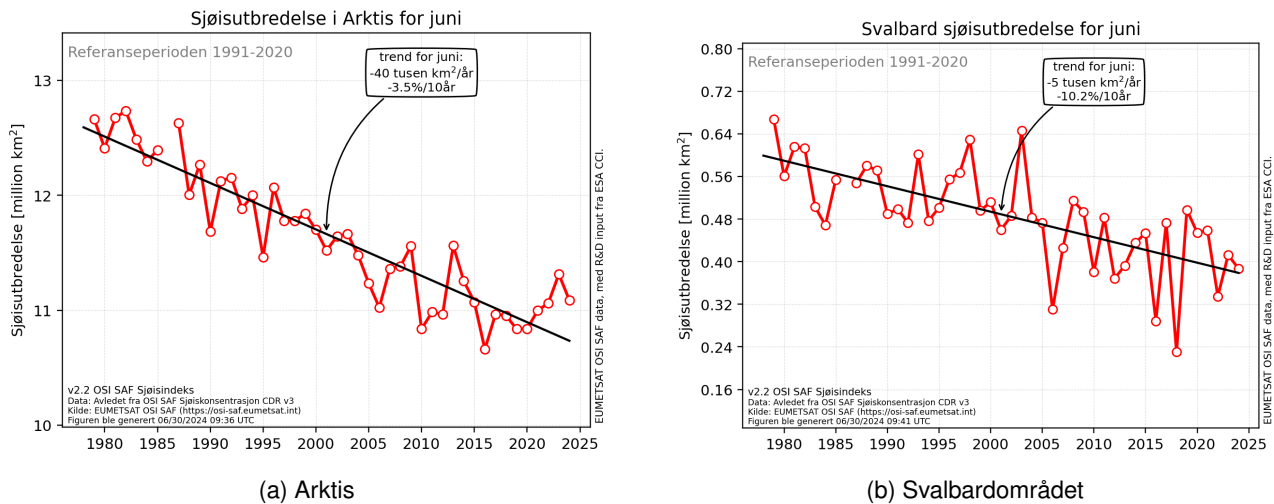 Sjøisutbredelse i Arktis for juni
Referanseperioden 1991-2020
trend for juni:
-40 tusen km²/år
-3.5%/10år
Sjøisutbredelse [million km²]
13
12
11
10
v2.2 OSI SAF Sjøisindeks
Data: Avledet fra OSI SAF Sjøiskonsentrasjon CDR v3
Kilde: EUMETSAT OSI SAF (https://osi-saf.eumetsat.int)
Figuren ble generert 06/30/2024 09:36 UTC
1980 1985 1990 1995 2000 2005 2010 2015 2020 2025
EUMETSAT OSI SAF data, med R&D input fra ESA CCI.
(a) Arktis
Svalbard sjøisutbredelse for juni
Referanseperioden 1991-2020
trend for juni:
-5 tusen km²/år
-10.2%/10år
Sjøisutbredelse [million km²]
0.80
0.72
0.64
0.56
0.48
0.40
0.32
0.24
0.16
v2.2 OSI SAF Sjøisindeks
Data: Avledet fra OSI SAF Sjøiskonsentrasjon CDR v3
Kilde: EUMETSAT OSI SAF (https://osi-saf.eumetsat.int)
Figuren ble generert 06/30/2024 09:41 UTC
1980 1985 1990 1995 2000 2005 2010 2015 2020 2025
EUMETSAT OSI SAF data, med R&D input fra ESA CCI.
(b) Svalbardområdet